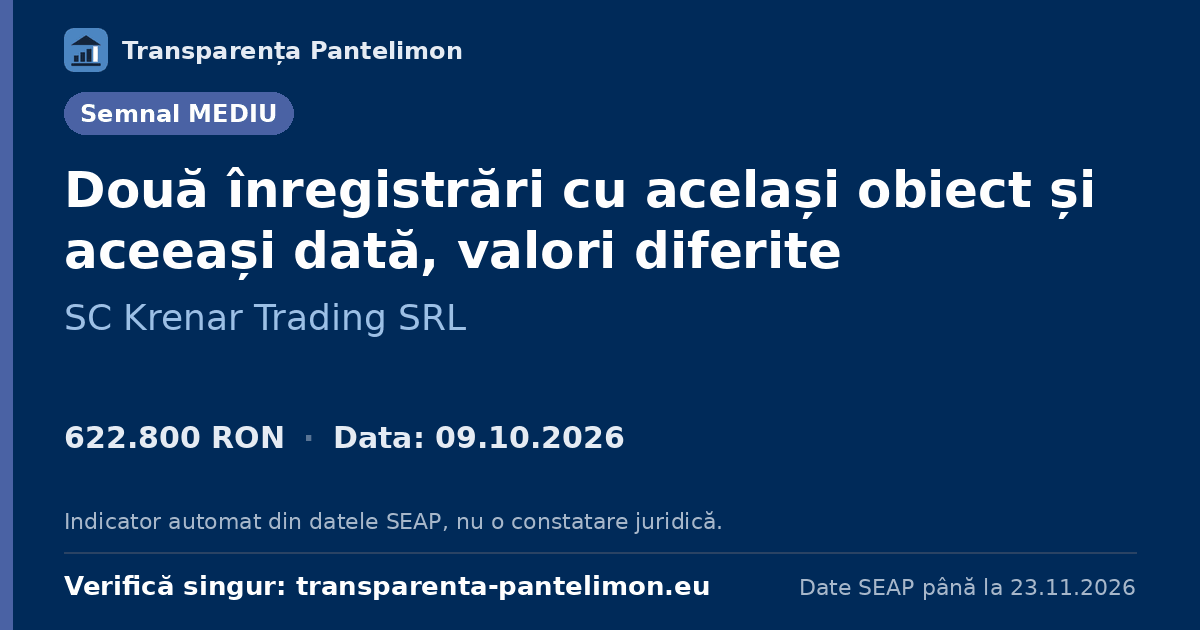 Transparența Pantelimon
Semnal MEDIU
Două înregistrări cu același obiect și
aceeași dată, valori diferite
SC Krenar Trading SRL
622.800 RON · Data: 09.10.2026
Indicator automat din datele SEAP, nu o constatare juridică.
Verifică singur: transparenta-pantelimon.eu
Date SEAP până la 23.11.2026